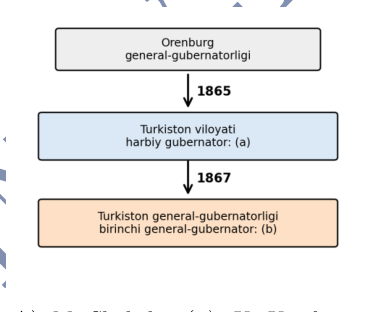 Orenburg
general-gubernatorligi
1865
Turkiston viloyati
harbiy gubernator: (a)
1867
Turkiston general-gubernatorligi
birinchi general-gubernator: (b)